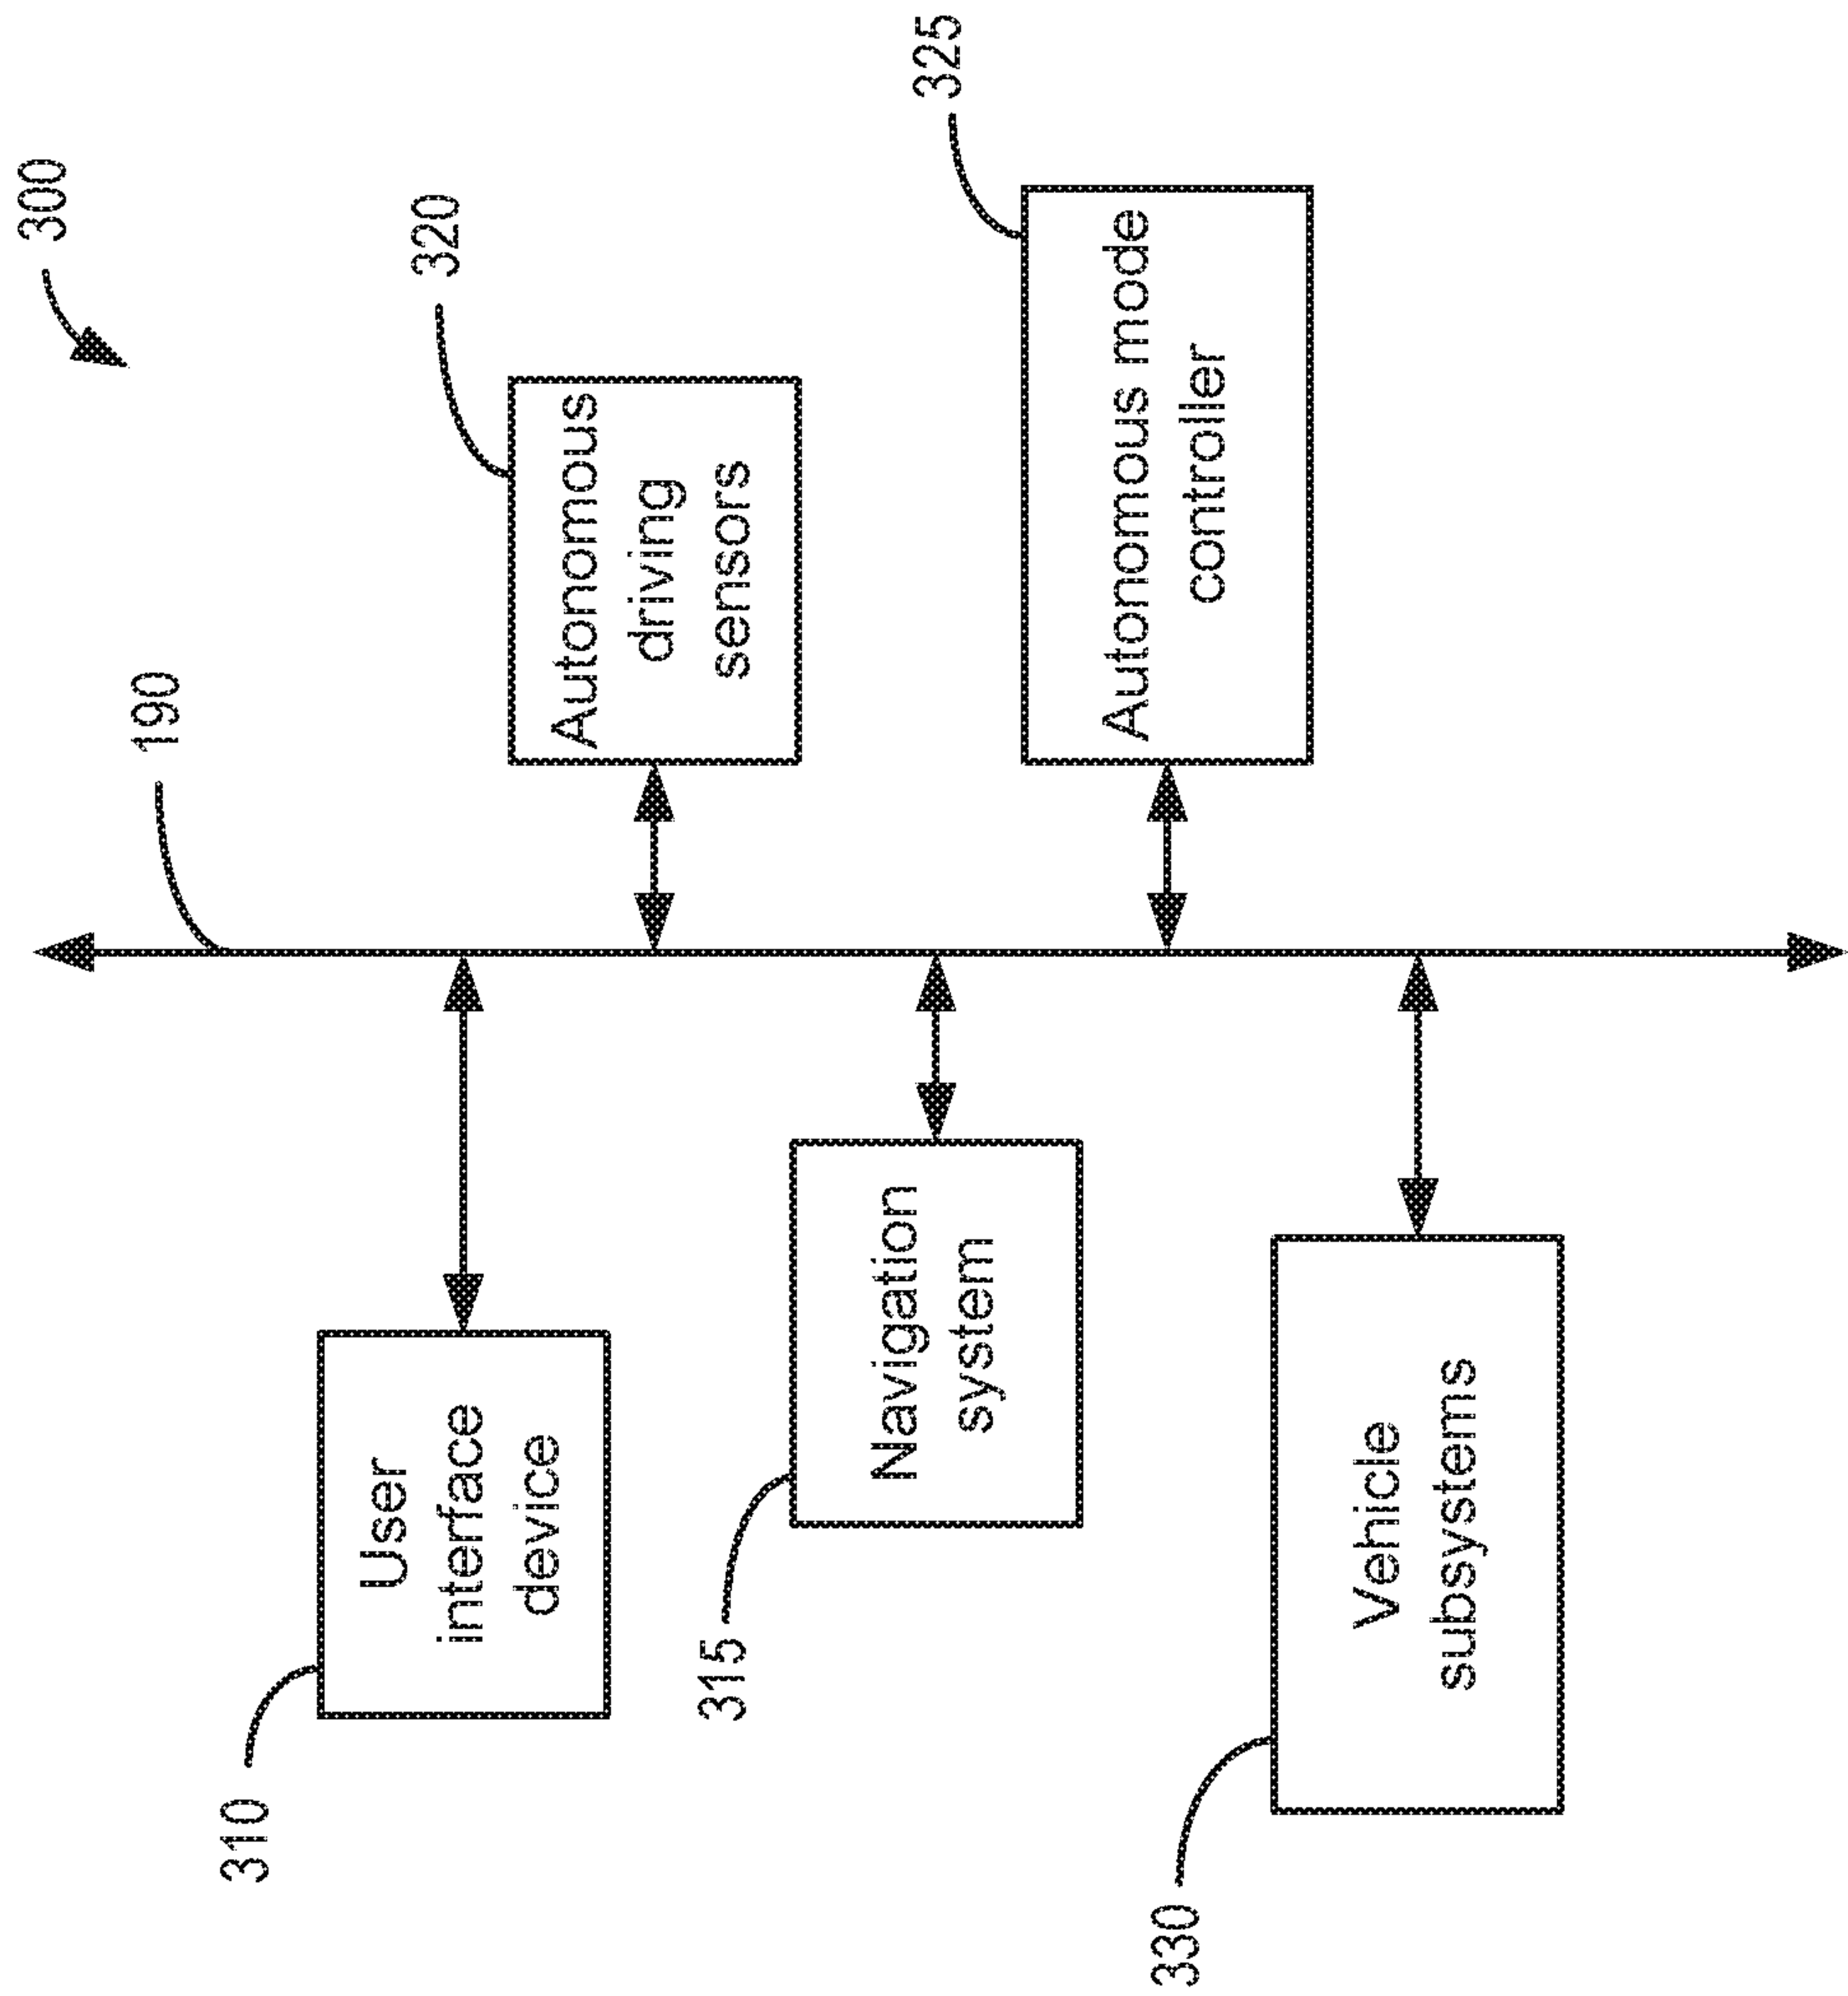 300
190
310
User
interface
device
320
Autonomous
driving
sensors
315
Navigation
system
325
Autonomous mode
controller
330
Vehicle
subsystems